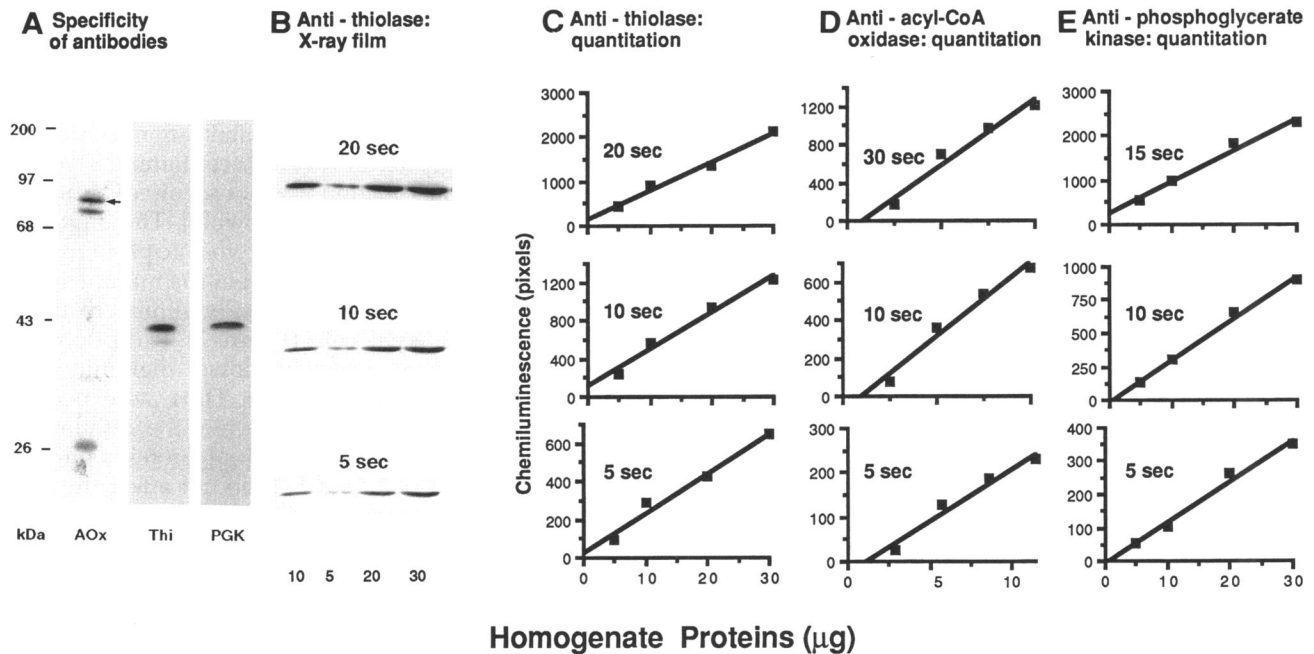 A Specificity
of antibodies
200
97
68
43
26
kDa
AOx
Thi
PGK
B Anti - thiolase:
X-ray film
20 sec
10 sec
5 sec
10 5 20 30
C Anti - thiolase:
quantitation
Chemiluminescence (pixels)
3000
2000
1000
0
20 sec
1200
800
400
0
10 sec
600
400
200
0
5 sec
0 10 20 30
D Anti - acyl-CoA
oxidase: quantitation
1200
800
400
0
30 sec
600
400
200
0
10 sec
300
200
100
0
5 sec
0 5 10
E Anti - phosphoglycerate
kinase: quantitation
3000
2000
1000
0
15 sec
1000
750
500
250
0
10 sec
400
300
200
100
0
5 sec
0 10 20 30
Homogenate Proteins (μg)